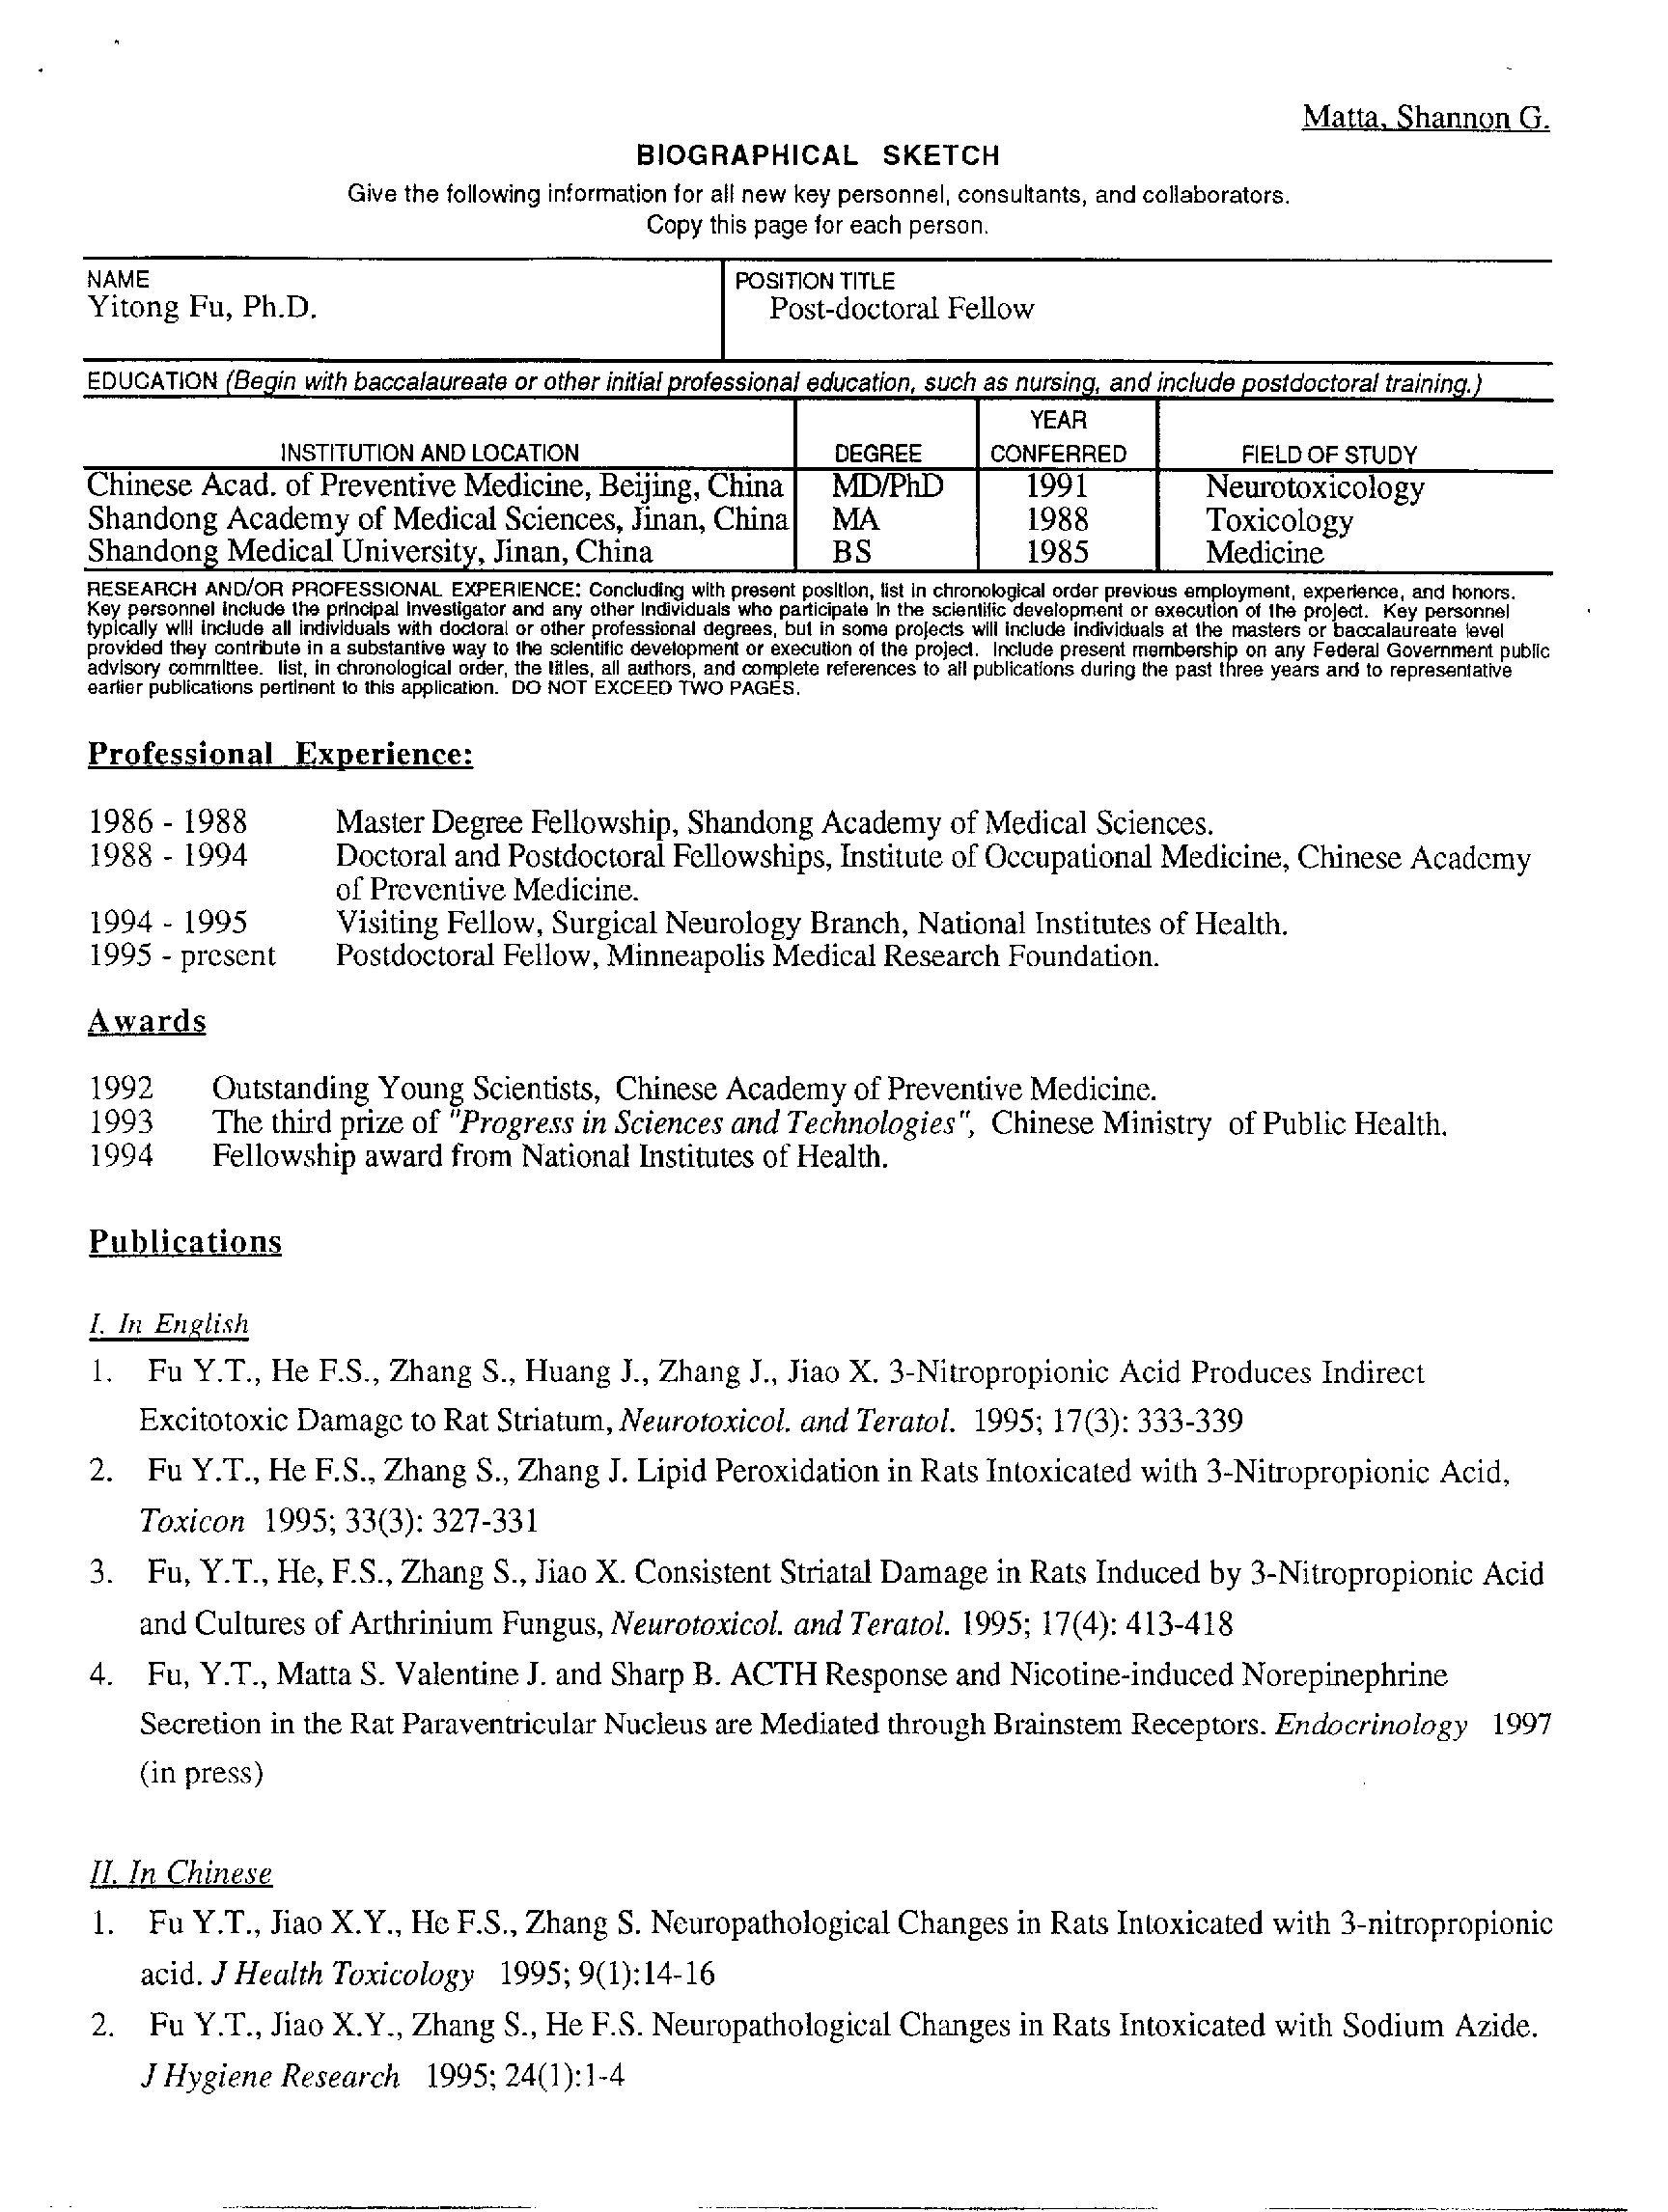 Matta, Shannon G.
BIOGRAPHICAL SKETCH
Give the following information for all new key personnel, consultants, and collaborators.
Copy this page for each person.
NAME
Yitong Fu, Ph.D.
POSITION TITLE
Post-doctoral Fellow
EDUCATION (Begin with baccalaureate or other initial professional education, such as nursing, and include postdoctoral training.)
INSTITUTION AND LOCATION DEGREE YEAR CONFERRED FIELD OF STUDY
Chinese Acad. of Preventive Medicine, Beijing, China MD/PhD 1991 Neurotoxicology
Shandong Academy of Medical Sciences, Jinan, China MA 1988 Toxicology
Shandong Medical University, Jinan, China BS 1985 Medicine
RESEARCH AND/OR PROFESSIONAL EXPERIENCE: Concluding with present position, list in chronological order previous employment, experience, and honors.
Key personnel include the principal investigator and any other individuals who participate in the scientific development or execution of the project. Key personnel
typically will include all individuals with doctoral or other professional degrees, but in some projects will include individuals at the masters or baccalaureate level
provided they contribute in a substantive way to the scientific development or execution of the project. Include present membership on any Federal Government public
advisory committee. list, in chronological order, the titles, all authors, and complete references to all publications during the past three years and to representative
earlier publications pertinent to this application. DO NOT EXCEED TWO PAGES.
Professional Experience:
1986 - 1988 Master Degree Fellowship, Shandong Academy of Medical Sciences.
1988 - 1994 Doctoral and Postdoctoral Fellowships, Institute of Occupational Medicine, Chinese Academy
of Preventive Medicine.
1994 - 1995 Visiting Fellow, Surgical Neurology Branch, National Institutes of Health.
1995 - present Postdoctoral Fellow, Minneapolis Medical Research Foundation.
Awards
1992 Outstanding Young Scientists, Chinese Academy of Preventive Medicine.
1993 The third prize of "Progress in Sciences and Technologies", Chinese Ministry of Public Health.
1994 Fellowship award from National Institutes of Health.
Publications
I. In English
1. Fu Y.T., He F.S., Zhang S., Huang J., Zhang J., Jiao X. 3-Nitropropionic Acid Produces Indirect
Excitotoxic Damage to Rat Striatum, Neurotoxicol. and Teratol. 1995; 17(3): 333-339
2. Fu Y.T., He F.S., Zhang S., Zhang J. Lipid Peroxidation in Rats Intoxicated with 3-Nitropropionic Acid,
Toxicon 1995; 33(3): 327-331
3. Fu, Y.T., He, F.S., Zhang S., Jiao X. Consistent Striatal Damage in Rats Induced by 3-Nitropropionic Acid
and Cultures of Arthrinium Fungus, Neurotoxicol. and Teratol. 1995; 17(4): 413-418
4. Fu, Y.T., Matta S. Valentine J. and Sharp B. ACTH Response and Nicotine-induced Norepinephrine
Secretion in the Rat Paraventricular Nucleus are Mediated through Brainstem Receptors. Endocrinology 1997
(in press)
II. In Chinese
1. Fu Y.T., Jiao X.Y., He F.S., Zhang S. Neuropathological Changes in Rats Intoxicated with 3-nitropropionic
acid. J Health Toxicology 1995; 9(1):14-16
2. Fu Y.T., Jiao X.Y., Zhang S., He F.S. Neuropathological Changes in Rats Intoxicated with Sodium Azide.
J Hygiene Research 1995; 24(1):1-4